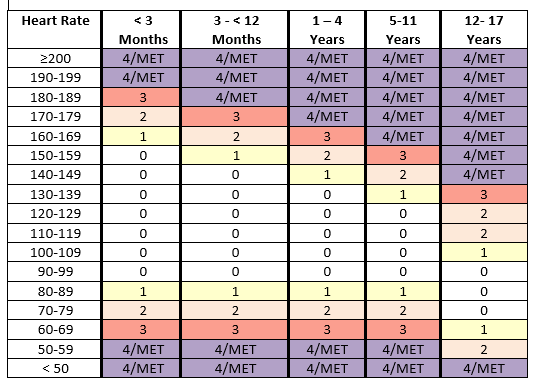 Heart Rate < 3 Months 3 - < 12 Months 1 – 4 Years 5-11 Years 12- 17 Years
≥200 4/MET 4/MET 4/MET 4/MET 4/MET
190-199 4/MET 4/MET 4/MET 4/MET 4/MET
180-189 3 4/MET 4/MET 4/MET 4/MET
170-179 2 3 4/MET 4/MET 4/MET
160-169 1 2 3 4/MET 4/MET
150-159 0 1 2 3 4/MET
140-149 0 0 1 2 4/MET
130-139 0 0 0 1 3
120-129 0 0 0 0 2
110-119 0 0 0 0 2
100-109 0 0 0 0 1
90-99 0 0 0 0 0
80-89 1 1 1 1 0
70-79 2 2 2 2 0
60-69 3 3 3 3 1
50-59 4/MET 4/MET 4/MET 4/MET 2
< 50 4/MET 4/MET 4/MET 4/MET 4/MET